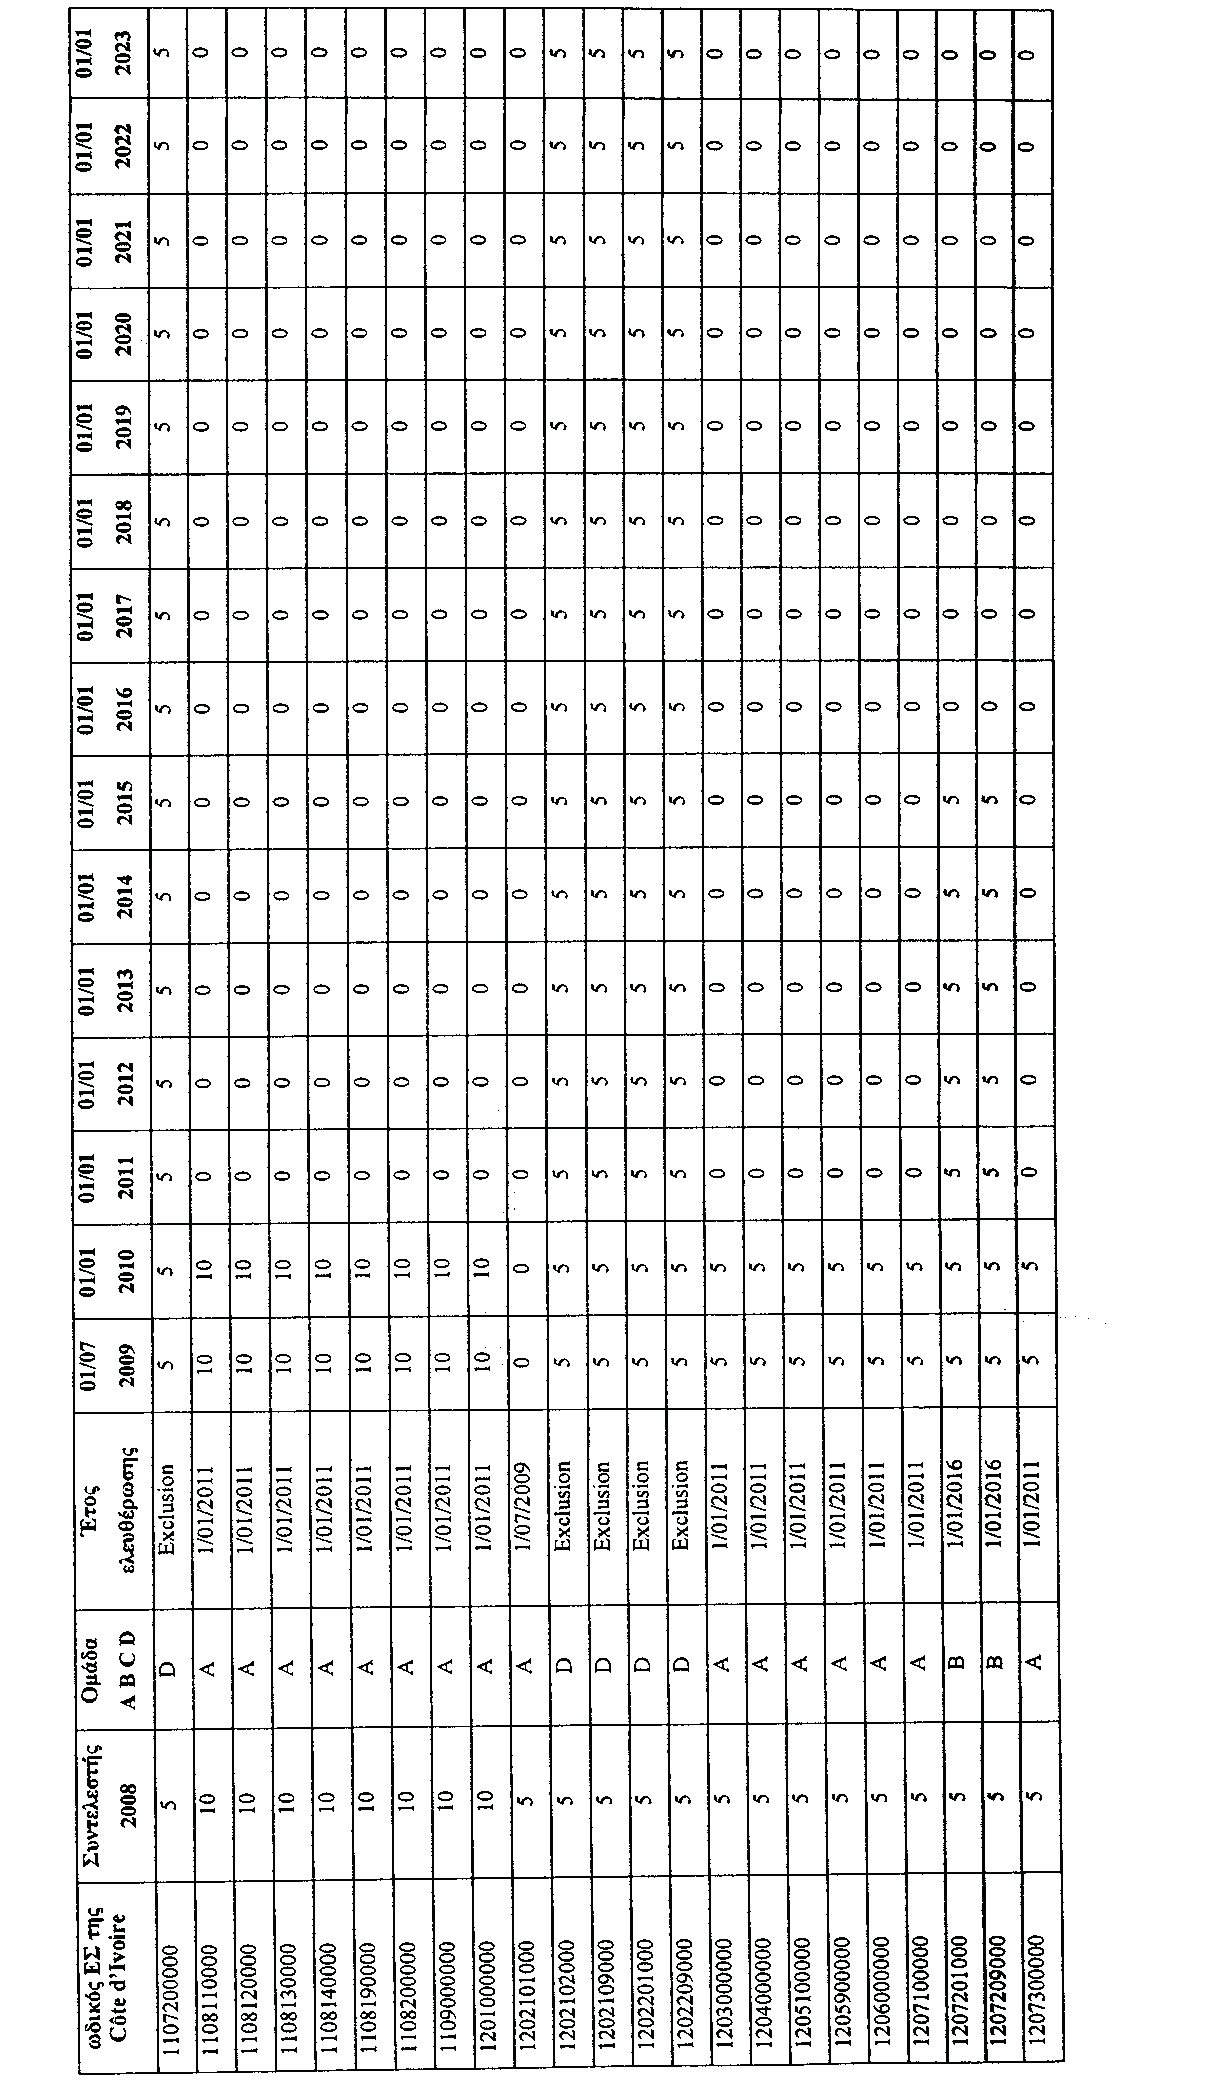 ωδικός ΕΣ της Συντελεστής Ομάδα Έτος 01/07 01/01 01/01 01/01 01/01 01/01 01/01 01/01 01/01 01/01 01/01 01/01 01/01 01/01 01/01
Côte d'Ivoire 2008 A B C D ελευθέρωσης 2009 2010 2011 2012 2013 2014 2015 2016 2017 2018 2019 2020 2021 2022 2023
1107200000 5 D Exclusion 5 5 5 5 5 5 5 5 5 5 5 5 5 5 5
1108110000 10 A 1/01/2011 10 10 0 0 0 0 0 0 0 0 0 0 0 0 0
1108120000 10 A 1/01/2011 10 10 0 0 0 0 0 0 0 0 0 0 0 0 0
1108130000 10 A 1/01/2011 10 10 0 0 0 0 0 0 0 0 0 0 0 0 0
1108140000 10 A 1/01/2011 10 10 0 0 0 0 0 0 0 0 0 0 0 0 0
1108190000 10 A 1/01/2011 10 10 0 0 0 0 0 0 0 0 0 0 0 0 0
1108200000 10 A 1/01/2011 10 10 0 0 0 0 0 0 0 0 0 0 0 0 0
1109000000 10 A 1/01/2011 10 10 0 0 0 0 0 0 0 0 0 0 0 0 0
1201000000 10 A 1/01/2011 10 10 0 0 0 0 0 0 0 0 0 0 0 0 0
1202101000 5 A 1/07/2009 0 0 0 0 0 0 0 0 0 0 0 0 0 0 0
1202102000 5 D Exclusion 5 5 5 5 5 5 5 5 5 5 5 5 5 5 5
1202109000 5 D Exclusion 5 5 5 5 5 5 5 5 5 5 5 5 5 5 5
1202201000 5 D Exclusion 5 5 5 5 5 5 5 5 5 5 5 5 5 5 5
1202209000 5 D Exclusion 5 5 5 5 5 5 5 5 5 5 5 5 5 5 5
1203000000 5 A 1/01/2011 5 5 0 0 0 0 0 0 0 0 0 0 0 0 0
1204000000 5 A 1/01/2011 5 5 0 0 0 0 0 0 0 0 0 0 0 0 0
1205100000 5 A 1/01/2011 5 5 0 0 0 0 0 0 0 0 0 0 0 0 0
1205900000 5 A 1/01/2011 5 5 0 0 0 0 0 0 0 0 0 0 0 0 0
1206000000 5 A 1/01/2011 5 5 0 0 0 0 0 0 0 0 0 0 0 0 0
1207100000 5 A 1/01/2011 5 5 0 0 0 0 0 0 0 0 0 0 0 0 0
1207201000 5 B 1/01/2016 5 5 5 5 5 5 5 0 0 0 0 0 0 0 0
1207209000 5 B 1/01/2016 5 5 5 5 5 5 5 0 0 0 0 0 0 0 0
1207300000 5 A 1/01/2011 5 5 0 0 0 0 0 0 0 0 0 0 0 0 0